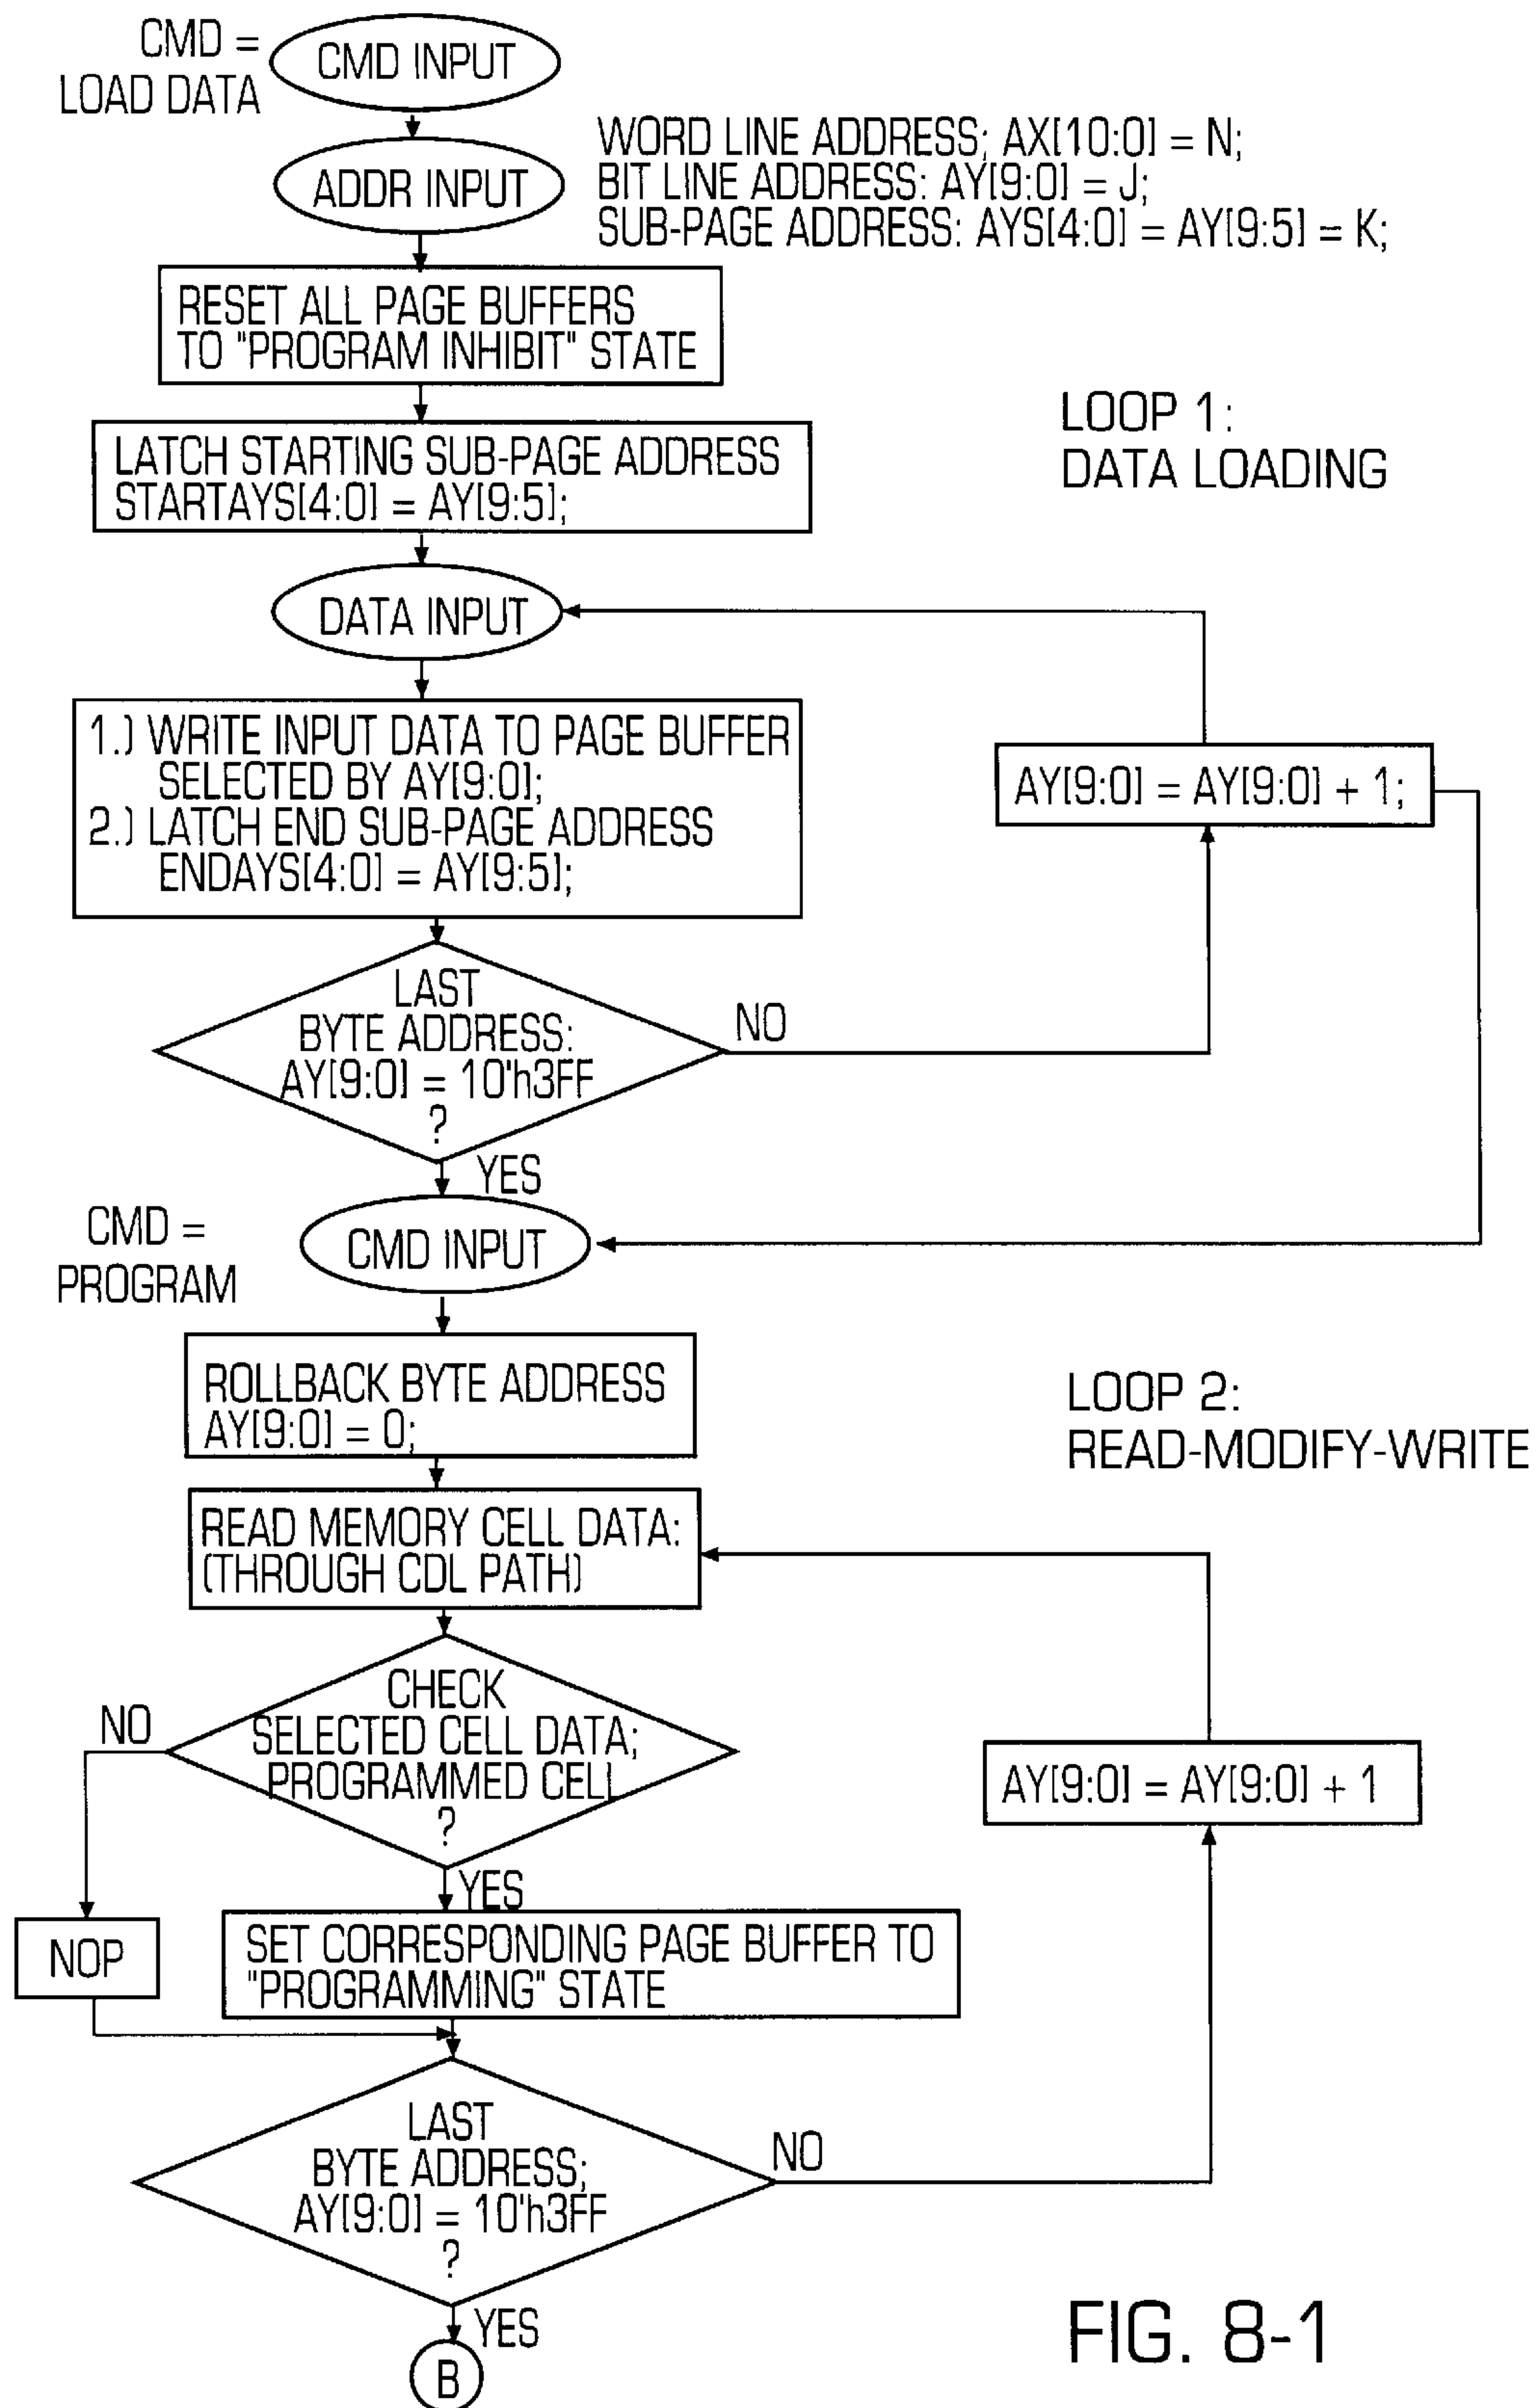 CMD =
LOAD DATA
CMD INPUT
ADDR INPUT
WORD LINE ADDRESS; AX[10:0] = N;
BIT LINE ADDRESS: AY[9:0] = J;
SUB-PAGE ADDRESS: AYS[4:0] = AY[9:5] = K;
RESET ALL PAGE BUFFERS
TO "PROGRAM INHIBIT" STATE
LOOP 1:
DATA LOADING
LATCH STARTING SUB-PAGE ADDRESS
STARTAYS[4:0] = AY[9:5];
DATA INPUT
1.) WRITE INPUT DATA TO PAGE BUFFER
SELECTED BY AY[9:0];
2.) LATCH END SUB-PAGE ADDRESS
ENDAYS[4:0] = AY[9:5];
AY[9:0] = AY[9:0] + 1;
LAST
BYTE ADDRESS:
AY[9:0] = 10'h3FF
?
NO
YES
CMD =
PROGRAM
CMD INPUT
ROLLBACK BYTE ADDRESS
AY[9:0] = 0;
LOOP 2:
READ-MODIFY-WRITE
READ MEMORY CELL DATA:
(THROUGH CDL PATH)
CHECK
SELECTED CELL DATA;
PROGRAMMED CELL
?
NO
YES
AY[9:0] = AY[9:0] + 1
NOP
SET CORRESPONDING PAGE BUFFER TO
"PROGRAMMING" STATE
LAST
BYTE ADDRESS;
AY[9:0] = 10'h3FF
?
NO
YES
B
FIG. 8-1